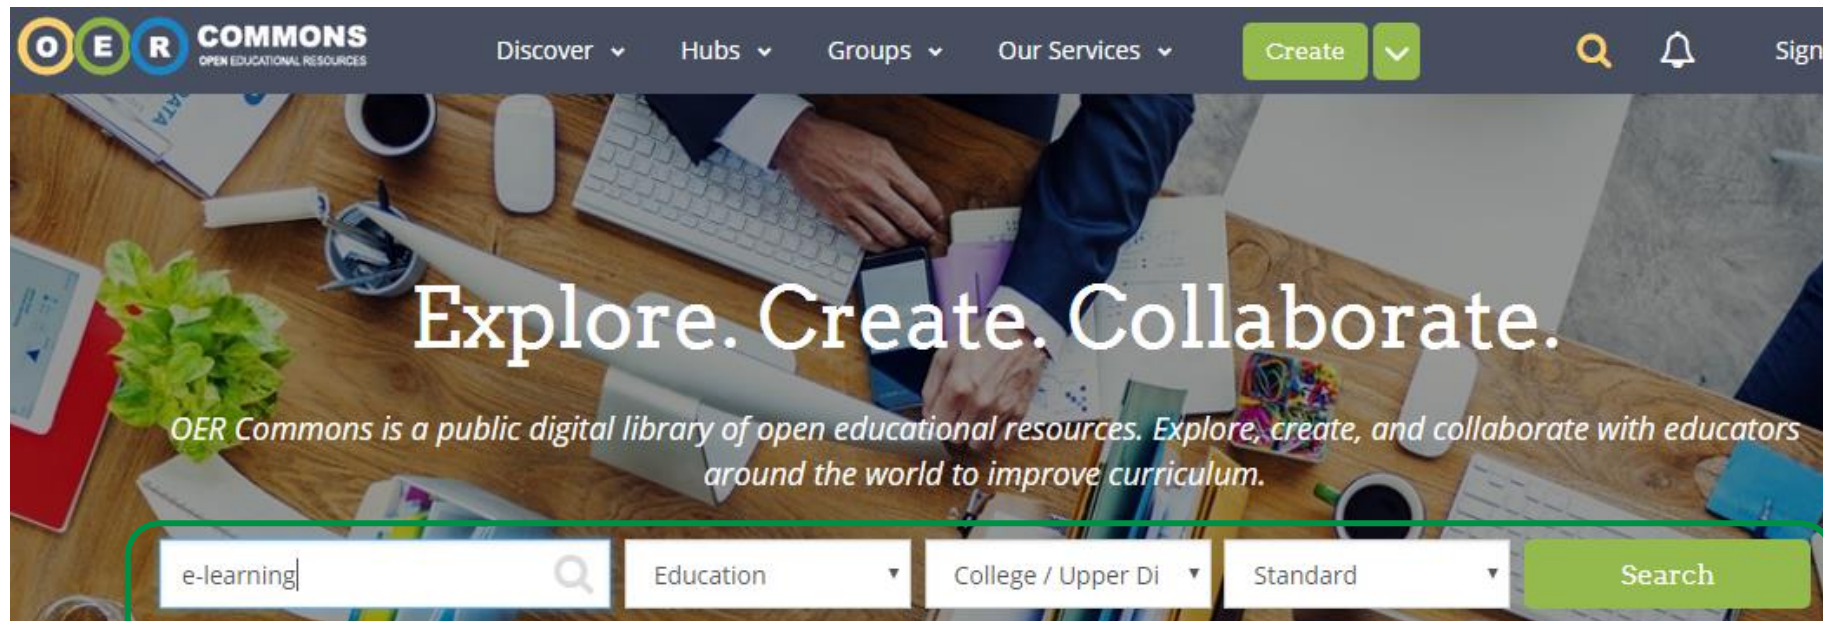 O E R COMMONS
OPEN EDUCATIONAL RESOURCES
Discover Hubs Groups Our Services Create Sign
DATA
Explore. Create. Collaborate.
OER Commons is a public digital library of open educational resources. Explore, create, and collaborate with educators
around the world to improve curriculum.
e-learning Education College / Upper Di Standard Search